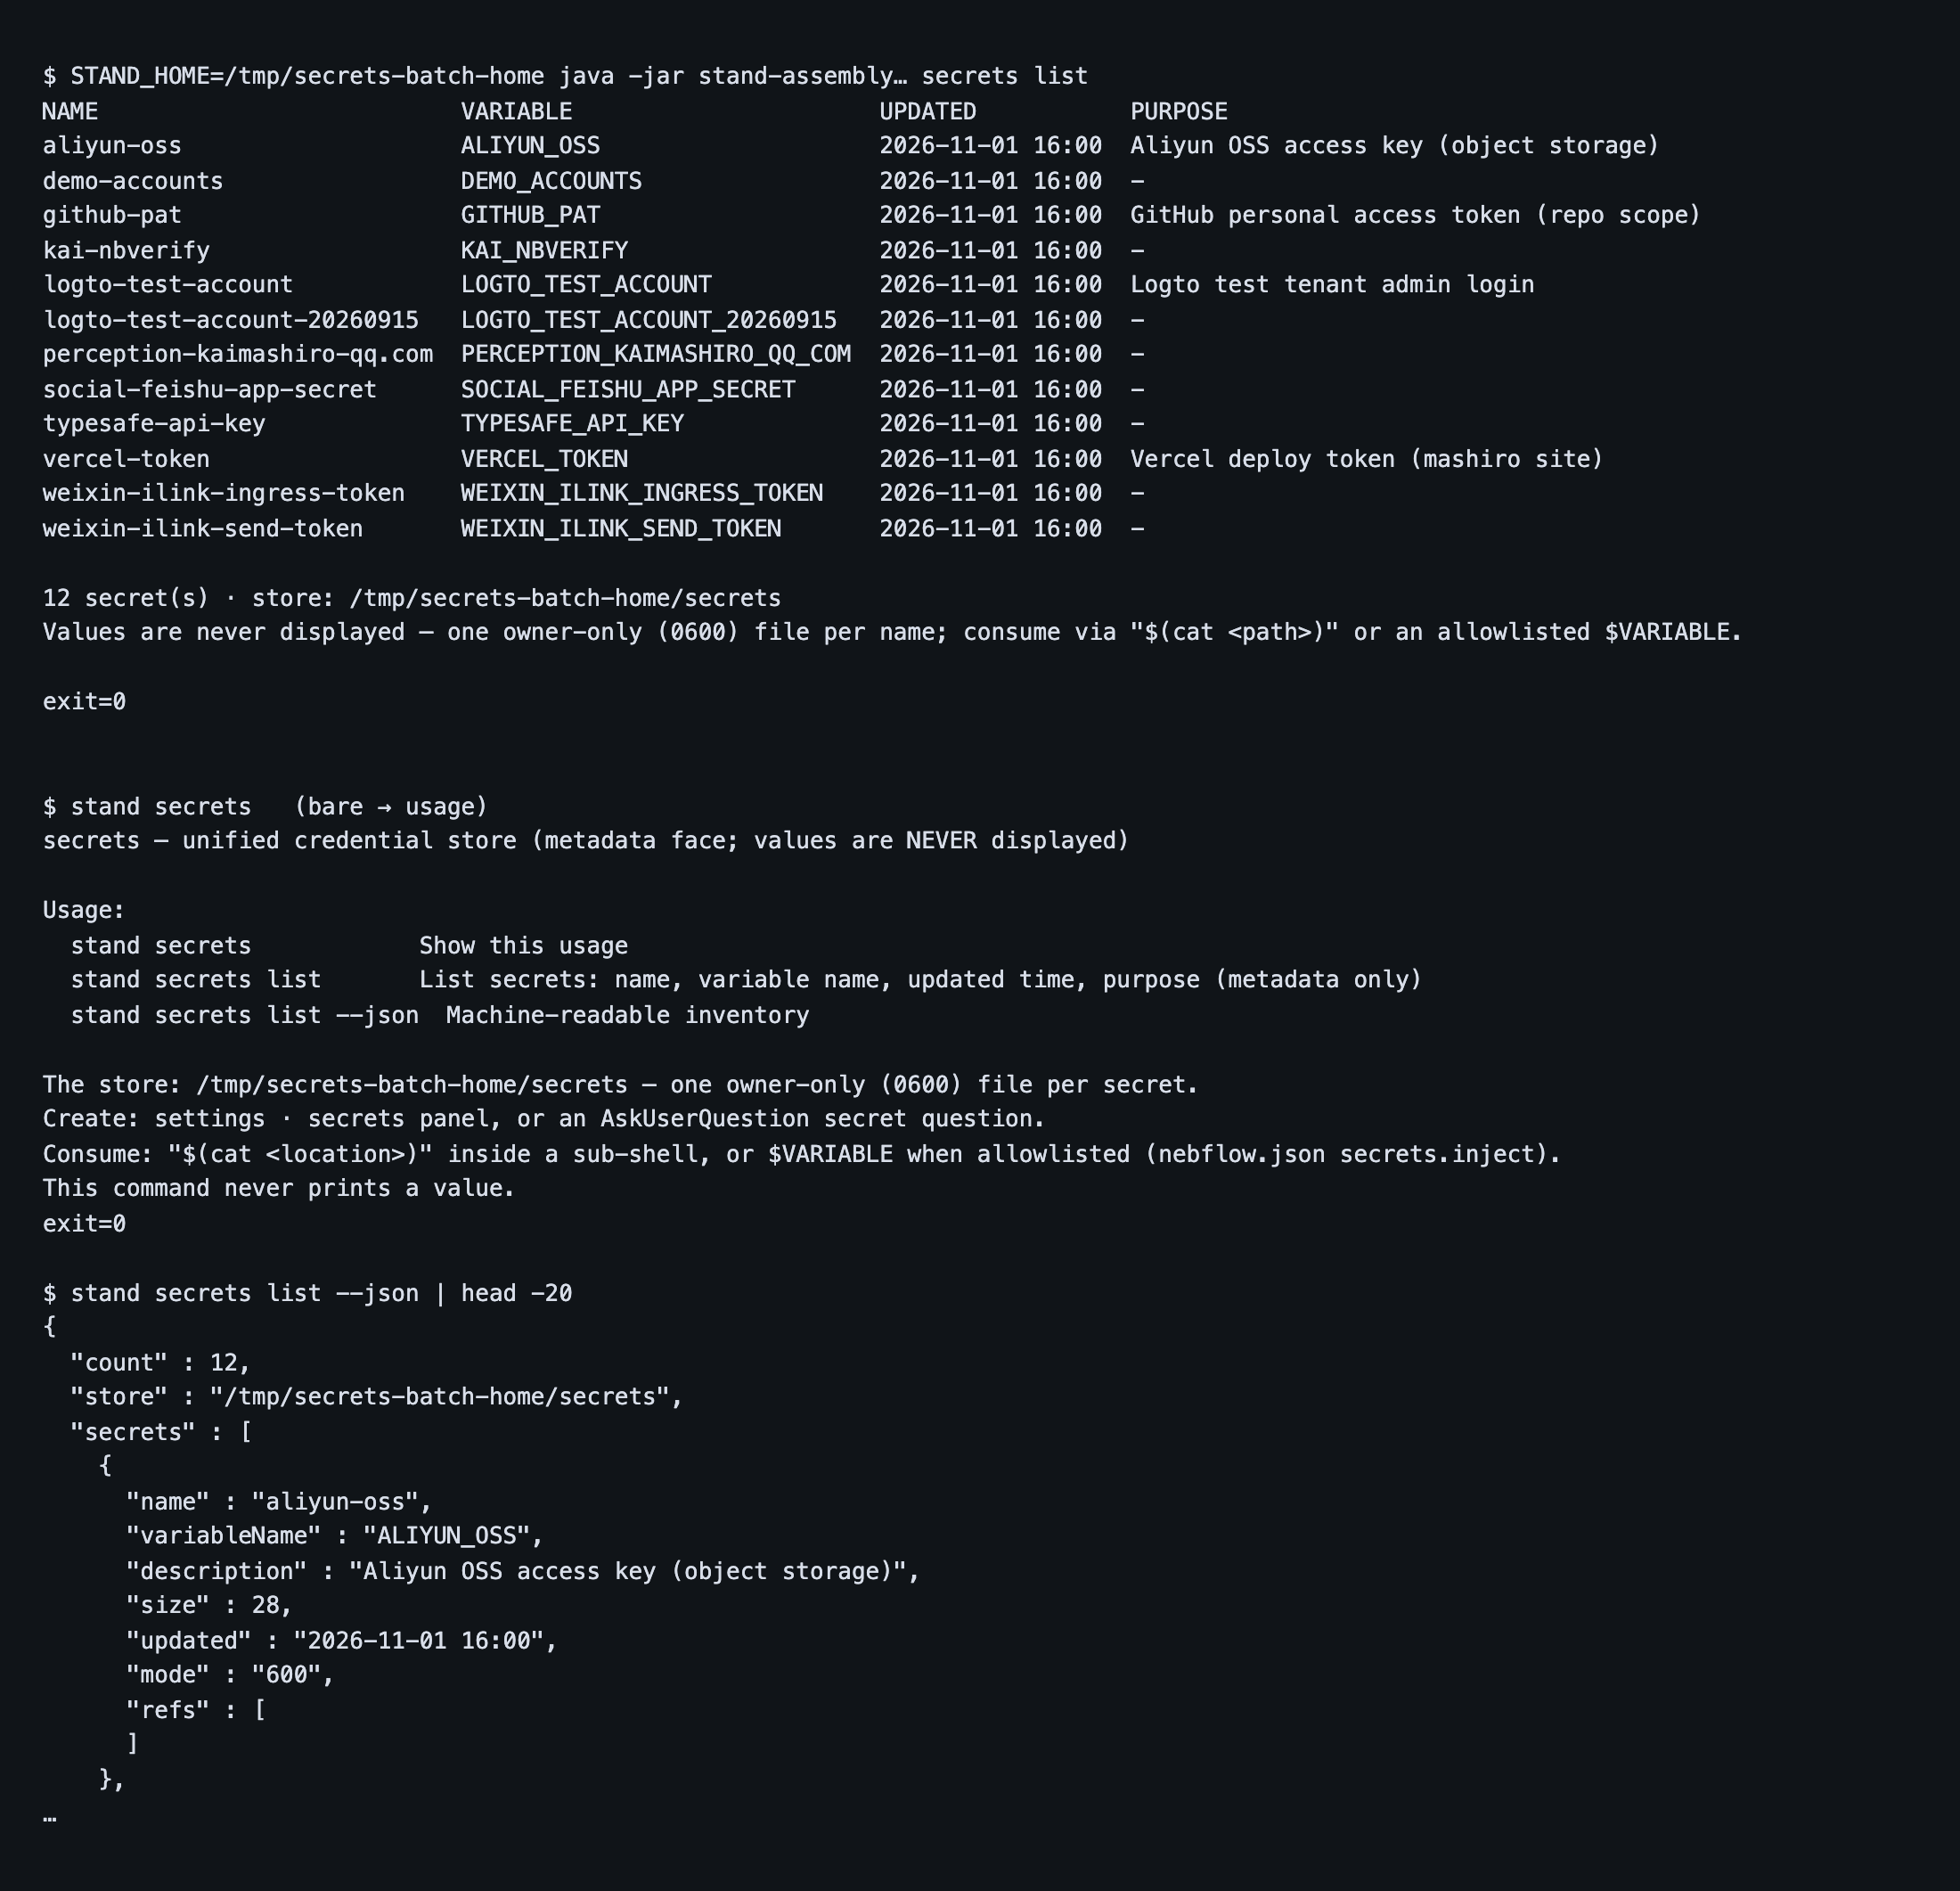 $ STAND_HOME=/tmp/secrets-batch-home java -jar stand-assembly… secrets list
NAME                          VARIABLE                      UPDATED           PURPOSE
aliyun-oss                    ALIYUN_OSS                    2026-11-01 16:00  Aliyun OSS access key (object storage)
demo-accounts                 DEMO_ACCOUNTS                 2026-11-01 16:00  -
github-pat                    GITHUB_PAT                    2026-11-01 16:00  GitHub personal access token (repo scope)
kai-nbverify                  KAI_NBVERIFY                  2026-11-01 16:00  -
logto-test-account            LOGTO_TEST_ACCOUNT            2026-11-01 16:00  Logto test tenant admin login
logto-test-account-20260915   LOGTO_TEST_ACCOUNT_20260915   2026-11-01 16:00  -
perception-kaimashiro-qq.com  PERCEPTION_KAIMASHIRO_QQ_COM  2026-11-01 16:00  -
social-feishu-app-secret      SOCIAL_FEISHU_APP_SECRET      2026-11-01 16:00  -
typesafe-api-key              TYPESAFE_API_KEY              2026-11-01 16:00  -
vercel-token                  VERCEL_TOKEN                  2026-11-01 16:00  Vercel deploy token (mashiro site)
weixin-ilink-ingress-token    WEIXIN_ILINK_INGRESS_TOKEN    2026-11-01 16:00  -
weixin-ilink-send-token       WEIXIN_ILINK_SEND_TOKEN       2026-11-01 16:00  -

12 secret(s) · store: /tmp/secrets-batch-home/secrets
Values are never displayed — one owner-only (0600) file per name; consume via "$(cat <path>)" or an allowlisted $VARIABLE.

exit=0

$ stand secrets   (bare → usage)
secrets — unified credential store (metadata face; values are NEVER displayed)

Usage:
  stand secrets            Show this usage
  stand secrets list       List secrets: name, variable name, updated time, purpose (metadata only)
  stand secrets list --json  Machine-readable inventory

The store: /tmp/secrets-batch-home/secrets — one owner-only (0600) file per secret.
Create: settings · secrets panel, or an AskUserQuestion secret question.
Consume: "$(cat <location>)" inside a sub-shell, or $VARIABLE when allowlisted (nebflow.json secrets.inject).
This command never prints a value.
exit=0

$ stand secrets list --json | head -20
{
  "count" : 12,
  "store" : "/tmp/secrets-batch-home/secrets",
  "secrets" : [
    {
      "name" : "aliyun-oss",
      "variableName" : "ALIYUN_OSS",
      "description" : "Aliyun OSS access key (object storage)",
      "size" : 28,
      "updated" : "2026-11-01 16:00",
      "mode" : "600",
      "refs" : [
      ]
    },
…